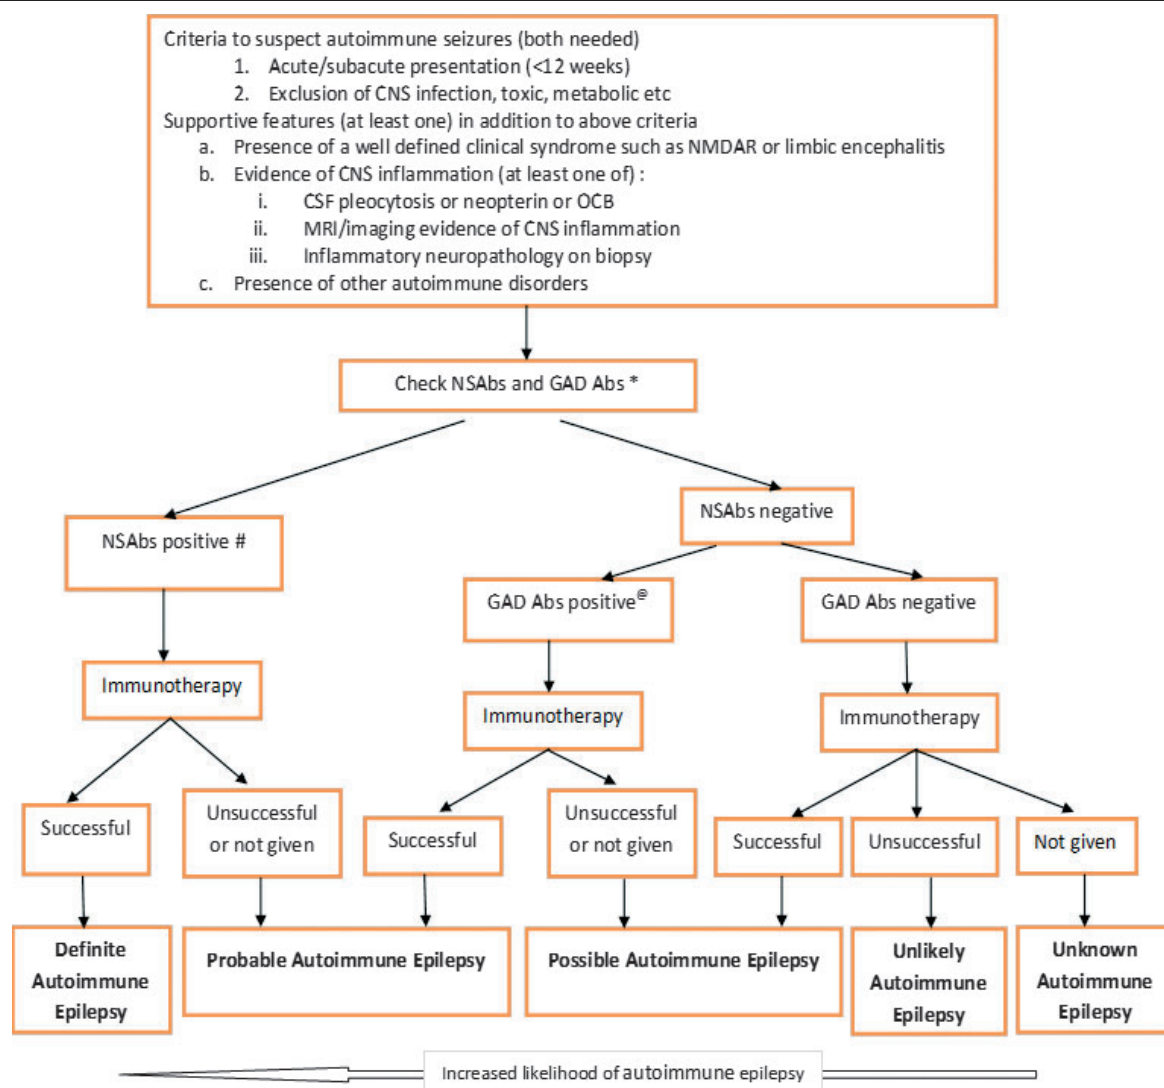 Criteria to suspect autoimmune seizures (both needed)
1. Acute/subacute presentation (<12 weeks)
2. Exclusion of CNS infection, toxic, metabolic etc
Supportive features (at least one) in addition to above criteria
a. Presence of a well defined clinical syndrome such as NMDAR or limbic encephalitis
b. Evidence of CNS inflammation (at least one of) :
i. CSF pleocytosis or neopterin or OCB
ii. MRI/imaging evidence of CNS inflammation
iii. Inflammatory neuropathology on biopsy
c. Presence of other autoimmune disorders
Check NSAbs and GAD Abs *
NSAbs positive #
NSAbs negative
GAD Abs positive@
GAD Abs negative
Immunotherapy
Immunotherapy
Immunotherapy
Successful
Unsuccessful
or not given
Successful
Unsuccessful
or not given
Successful
Unsuccessful
Not given
Definite
Autoimmune
Epilepsy
Probable Autoimmune Epilepsy
Possible Autoimmune Epilepsy
Unlikely
Autoimmune
Epilepsy
Unknown
Autoimmune
Epilepsy
Increased likelihood of autoimmune epilepsy